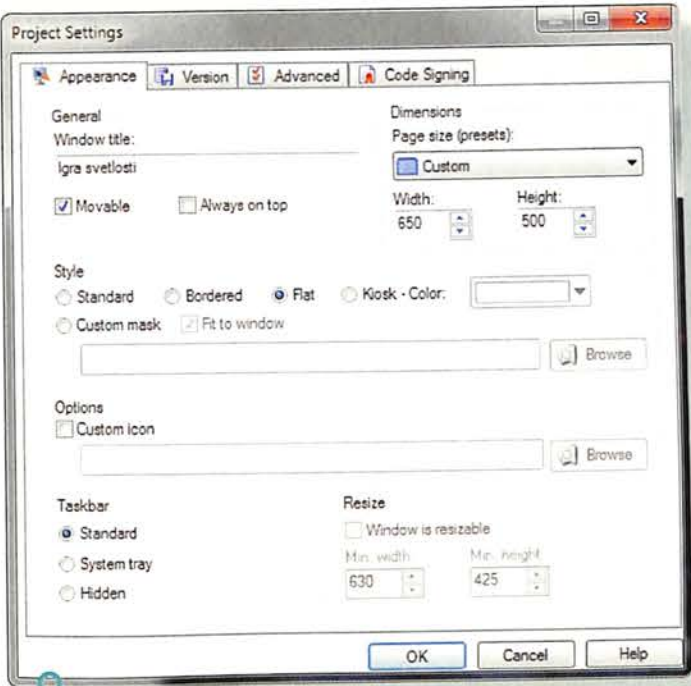 Project Settings
Appearance Version Advanced Code Signing
General
Window title:
Igra svetlosti
Movable Always on top
Dimensions
Page size (presets):
Custom
Width: Height:
650 500
Style
Standard Bordered Flat Kiosk - Color:
Custom mask Fit to window
Browse
Options
Custom icon
Browse
Taskbar
Standard
System tray
Hidden
Resize
Window is resizable
Min. width Min. height
630 425
OK Cancel Help